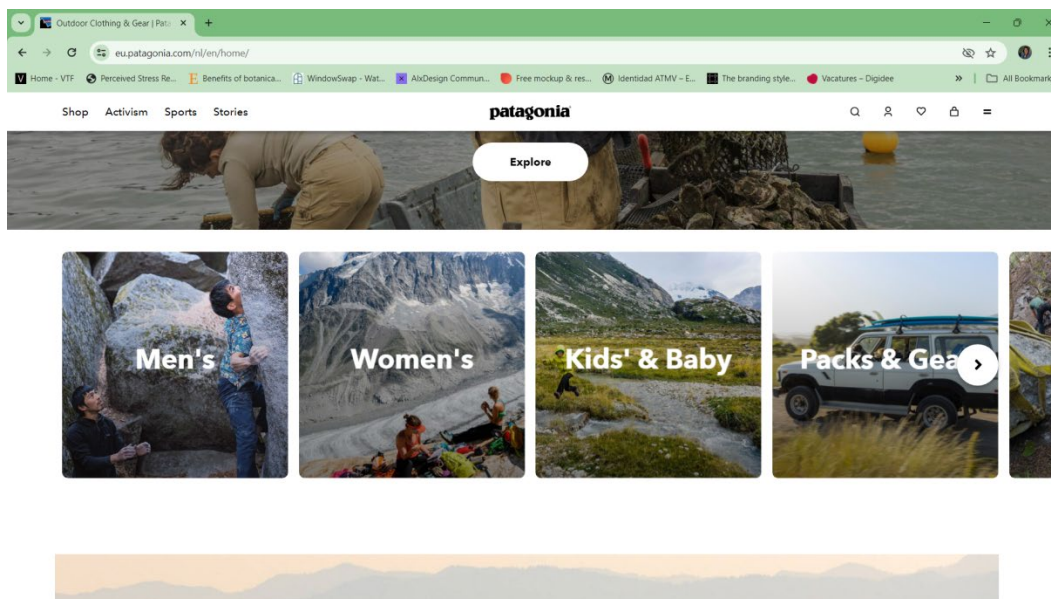 Outdoor Clothing & Gear | Pata
eu.patagonia.com/nl/en/home/
Home - VTF Perceived Stress Re... Benefits of botanica... WindowSwap - Wat... AlxDesign Commun... Free mockup & res... Identidad ATMV – E... The branding style... Vacatures – Digidee » All Bookmark
Shop Activism Sports Stories patagonia
Explore
Men's Women's Kids' & Baby Packs & Gea